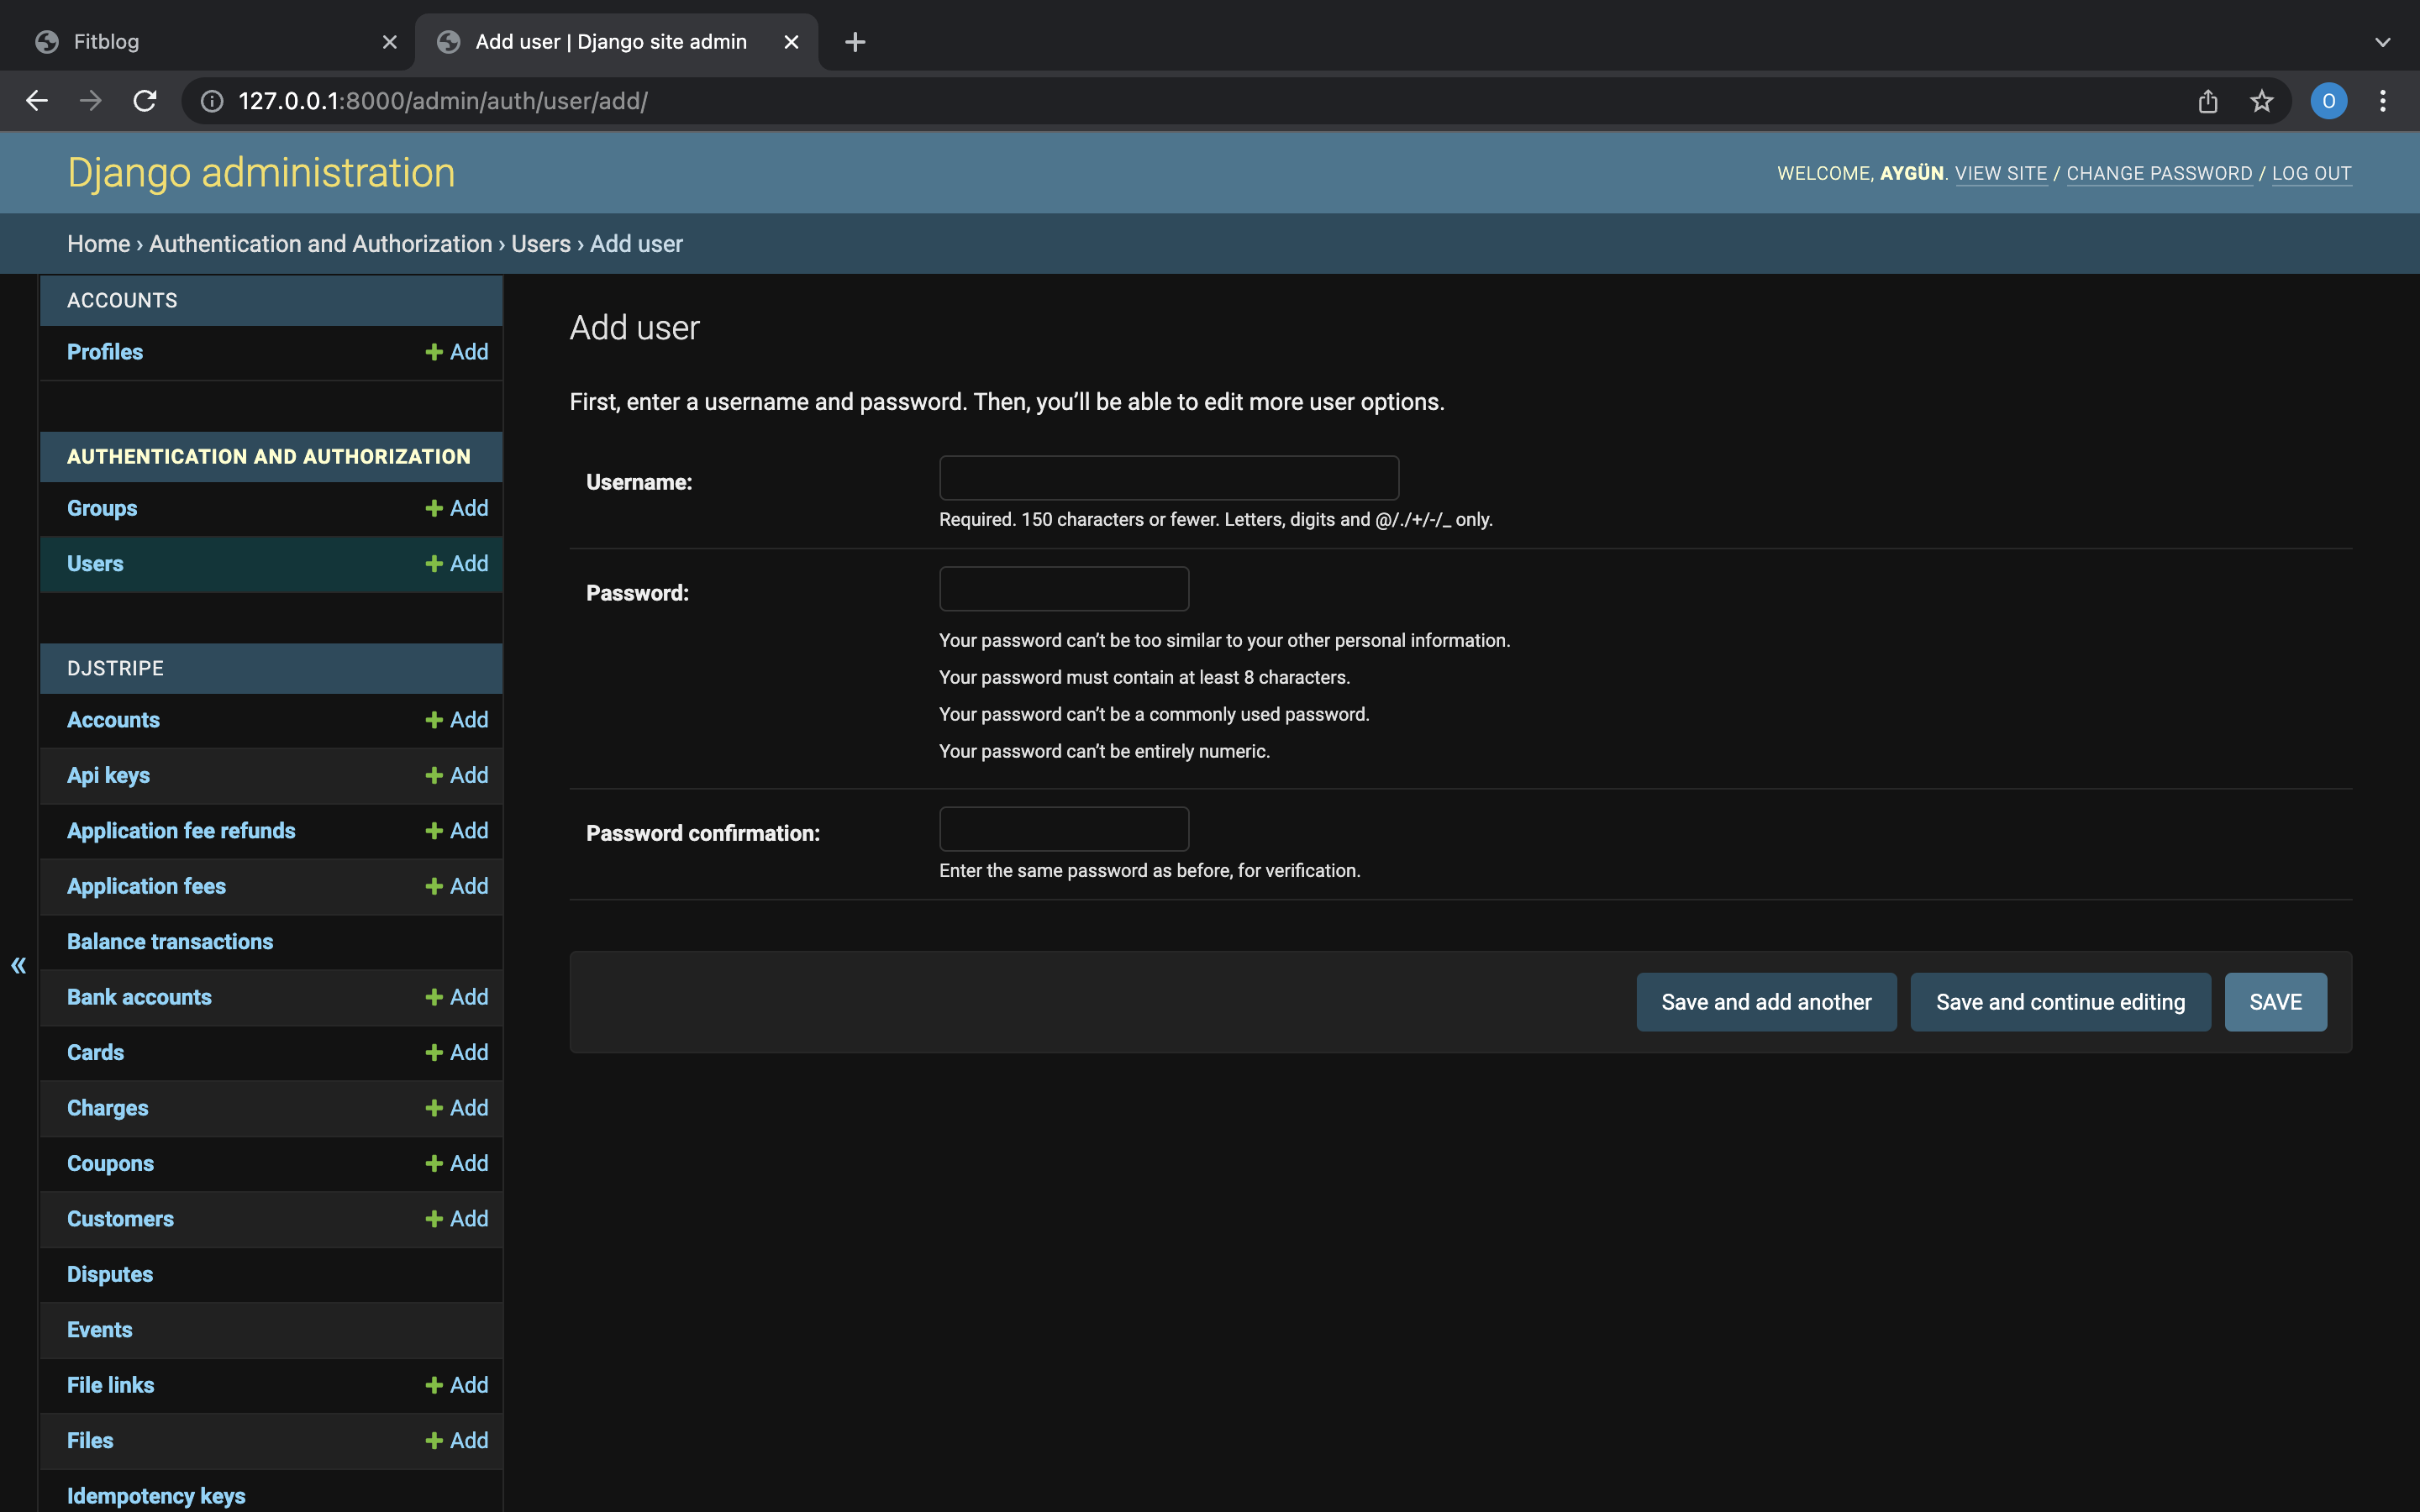 Fitblog
Add user | Django site admin
127.0.0.1:8000/admin/auth/user/add/
O
Django administration
WELCOME, AYGÜN. VIEW SITE / CHANGE PASSWORD / LOG OUT
Home › Authentication and Authorization › Users › Add user
ACCOUNTS
Profiles
Add
AUTHENTICATION AND AUTHORIZATION
Groups
Add
Users
Add
DJSTRIPE
Accounts
Add
Api keys
Add
Application fee refunds
Add
Application fees
Add
Balance transactions
Bank accounts
Add
Cards
Add
Charges
Add
Coupons
Add
Customers
Add
Disputes
Events
File links
Add
Files
Add
Idempotency keys
«
Add user
First, enter a username and password. Then, you’ll be able to edit more user options.
Username:
Required. 150 characters or fewer. Letters, digits and @/./+/-/_ only.
Password:
Your password can’t be too similar to your other personal information.
Your password must contain at least 8 characters.
Your password can’t be a commonly used password.
Your password can’t be entirely numeric.
Password confirmation:
Enter the same password as before, for verification.
Save and add another
Save and continue editing
SAVE